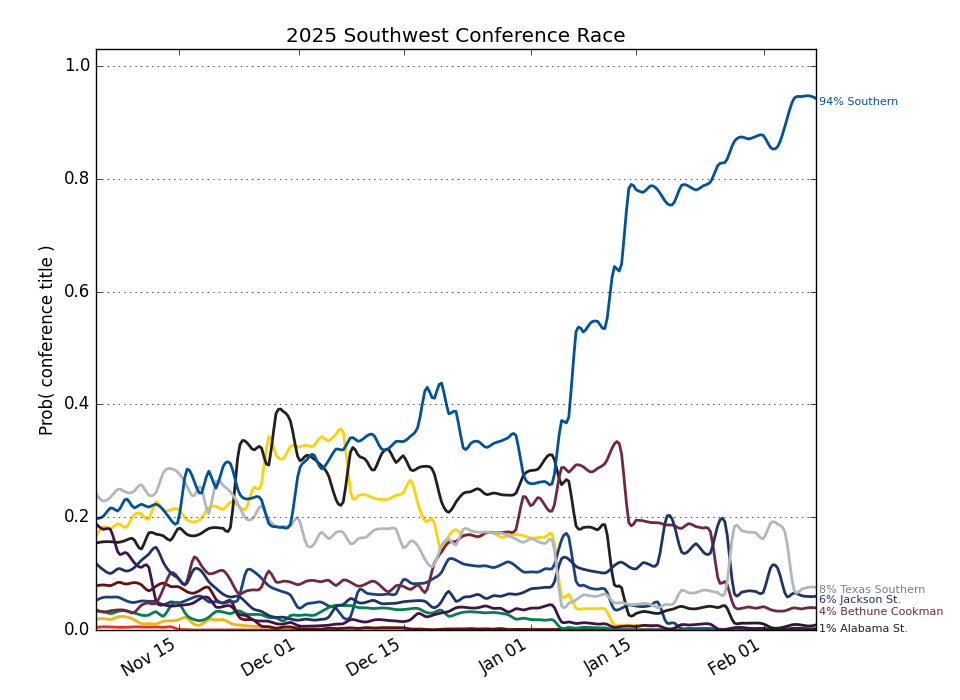 2025 Southwest Conference Race
Prob( conference title )
1.0
0.8
0.6
0.4
0.2
0.0
94% Southern
8% Texas Southern
6% Jackson St.
4% Bethune Cookman
1% Alabama St.
Nov 15
Dec 01
Dec 15
Jan 01
Jan 15
Feb 01